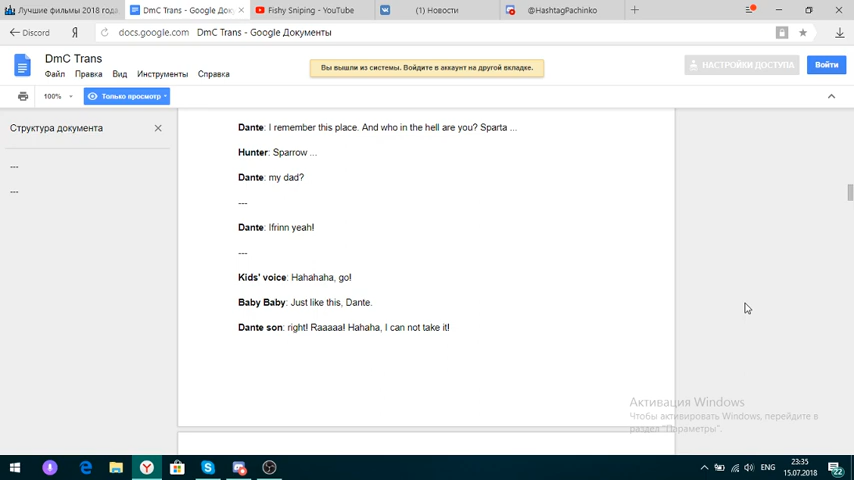 Лучшие фильмы 2018 года
DmC Trans - Google Доку
Fishy Sniping - YouTube
(1) Новости
@HashtagPachinko
Discord
Я
docs.google.com DmC Trans - Google Документы
DmC Trans
Файл Правка Вид Инструменты Справка
Вы вышли из системы. Войдите в аккаунт на другой вкладке.
НАСТРОЙКИ ДОСТУПА
Войти
100%
Только просмотр
Структура документа
---
---
Dante: I remember this place. And who in the hell are you? Sparta ...
Hunter: Sparrow ...
Dante: my dad?
---
Dante: Ifrinn yeah!
---
Kids' voice: Hahahaha, go!
Baby Baby: Just like this, Dante.
Dante son: right! Raaaaa! Hahaha, I can not take it!
Активация Windows
Чтобы активировать Windows, перейдите в
раздел "Параметры".
ENG
23:35
15.07.2018
22